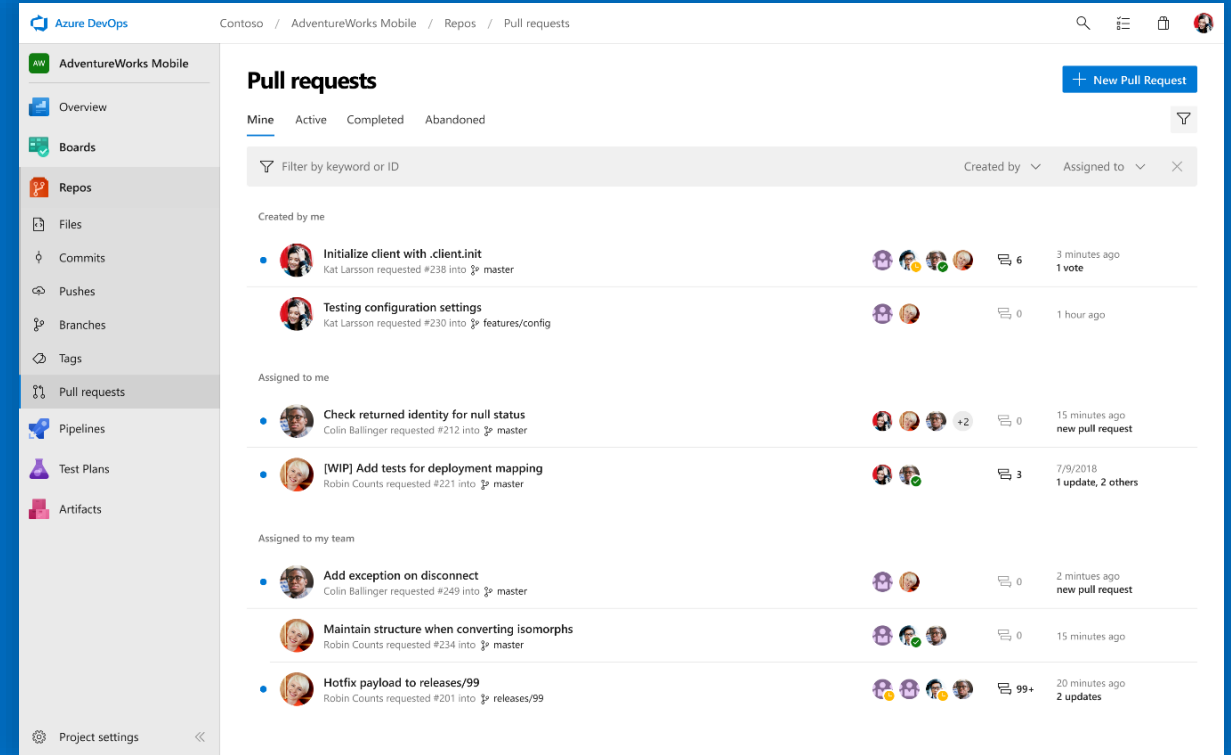 Azure DevOps
Contoso / AdventureWorks Mobile / Repos / Pull requests
AW AdventureWorks Mobile
Overview
Boards
Repos
Files
Commits
Pushes
Branches
Tags
Pull requests
Pipelines
Test Plans
Artifacts
Project settings
Pull requests
New Pull Request
Mine Active Completed Abandoned
Filter by keyword or ID Created by Assigned to
Created by me
Initialize client with .client.init
Kat Larsson requested #238 into master
6
3 minutes ago
1 vote
Testing configuration settings
Kat Larsson requested #230 into features/config
0
1 hour ago
Assigned to me
Check returned identity for null status
Colin Ballinger requested #212 into master
+2
0
15 minutes ago
new pull request
[WIP] Add tests for deployment mapping
Robin Counts requested #221 into master
3
7/9/2018
1 update, 2 others
Assigned to my team
Add exception on disconnect
Colin Ballinger requested #249 into master
0
2 mintues ago
new pull request
Maintain structure when converting isomorphs
Robin Counts requested #234 into master
0
15 minutes ago
Hotfix payload to releases/99
Robin Counts requested #201 into releases/99
99+
20 minutes ago
2 updates